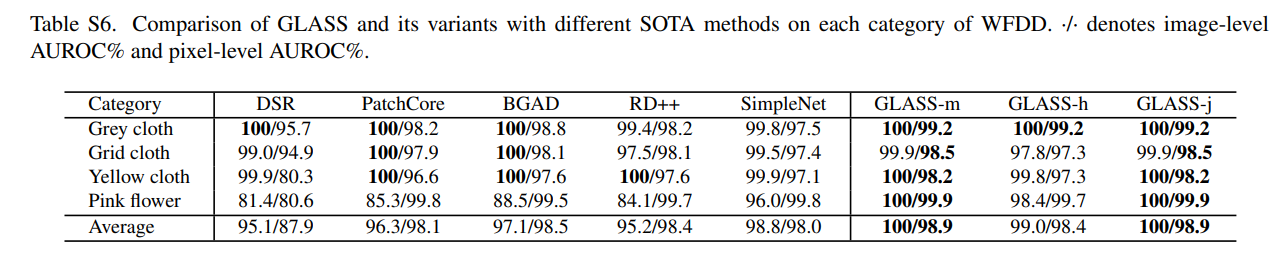 Table S6. Comparison of GLASS and its variants with different SOTA methods on each category of WFDD. ·/· denotes image-level
AUROC% and pixel-level AUROC%.
Category DSR PatchCore BGAD RD++ SimpleNet GLASS-m GLASS-h GLASS-j
Grey cloth 100/95.7 100/98.2 100/98.8 99.4/98.2 99.8/97.5 100/99.2 100/99.2 100/99.2
Grid cloth 99.0/94.9 100/97.9 100/98.1 97.5/98.1 99.5/97.4 99.9/98.5 97.8/97.3 99.9/98.5
Yellow cloth 99.9/80.3 100/96.6 100/97.6 100/97.6 99.9/97.1 100/98.2 99.8/97.3 100/98.2
Pink flower 81.4/80.6 85.3/99.8 88.5/99.5 84.1/99.7 96.0/99.8 100/99.9 98.4/99.7 100/99.9
Average 95.1/87.9 96.3/98.1 97.1/98.5 95.2/98.4 98.8/98.0 100/98.9 99.0/98.4 100/98.9